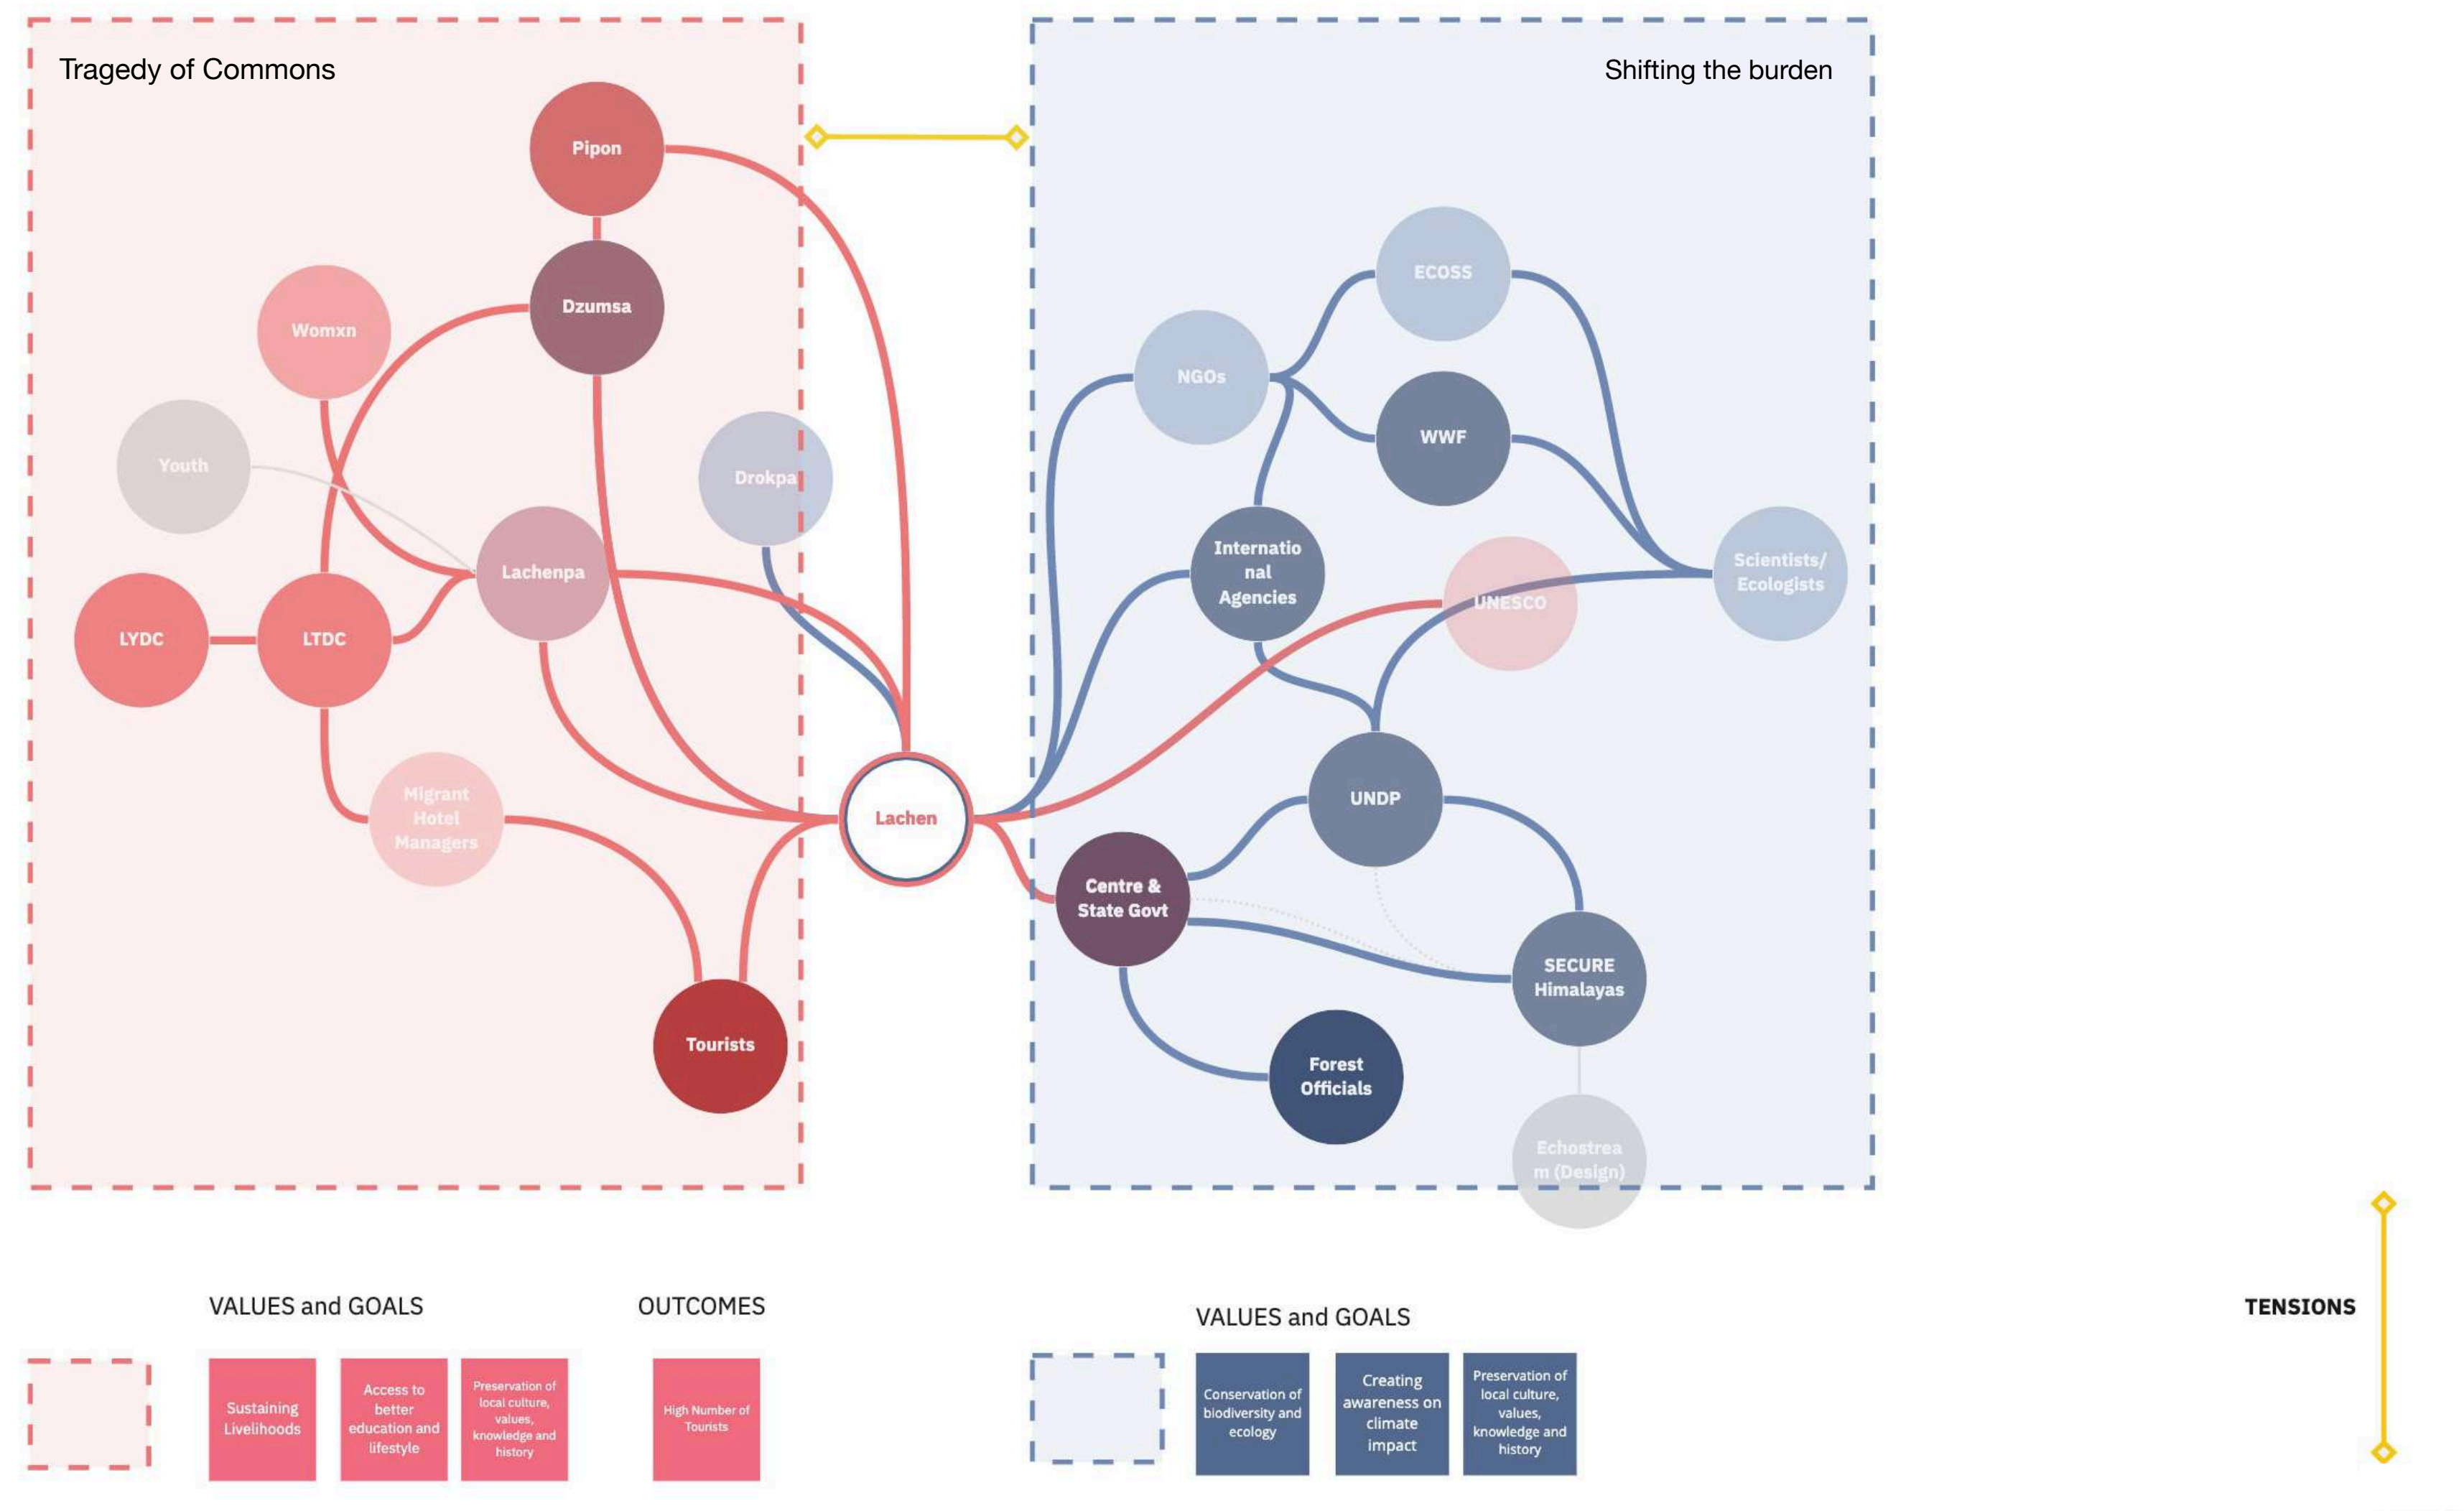 Tragedy of Commons
Shifting the burden
Pipon
Dzumsa
Womxn
Youth
Drokpa
Lachenpa
LYDC
LTDC
Migrant
Hotel
Managers
Tourists
Lachen
ECOSS
NGOs
WWF
Internatio
nal
Agencies
UNESCO
Scientists/
Ecologists
UNDP
Centre &
State Govt
SECURE
Himalayas
Forest
Officials
Echostrea
m (Design)
VALUES and GOALS
Sustaining
Livelihoods
Access to
better
education and
lifestyle
Preservation of
local culture,
values,
knowledge and
history
OUTCOMES
High Number of
Tourists
VALUES and GOALS
Conservation of
biodiversity and
ecology
Creating
awareness on
climate
impact
Preservation of
local culture,
values,
knowledge and
history
TENSIONS